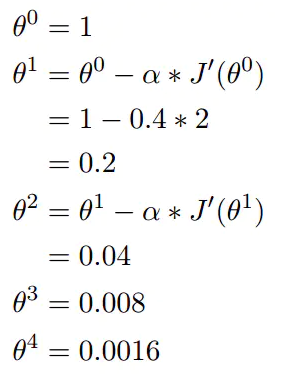 θ⁰ = 1
θ¹ = θ⁰ − α * J′(θ⁰)
= 1 − 0.4 * 2
= 0.2
θ² = θ¹ − α * J′(θ¹)
= 0.04
θ³ = 0.008
θ⁴ = 0.0016